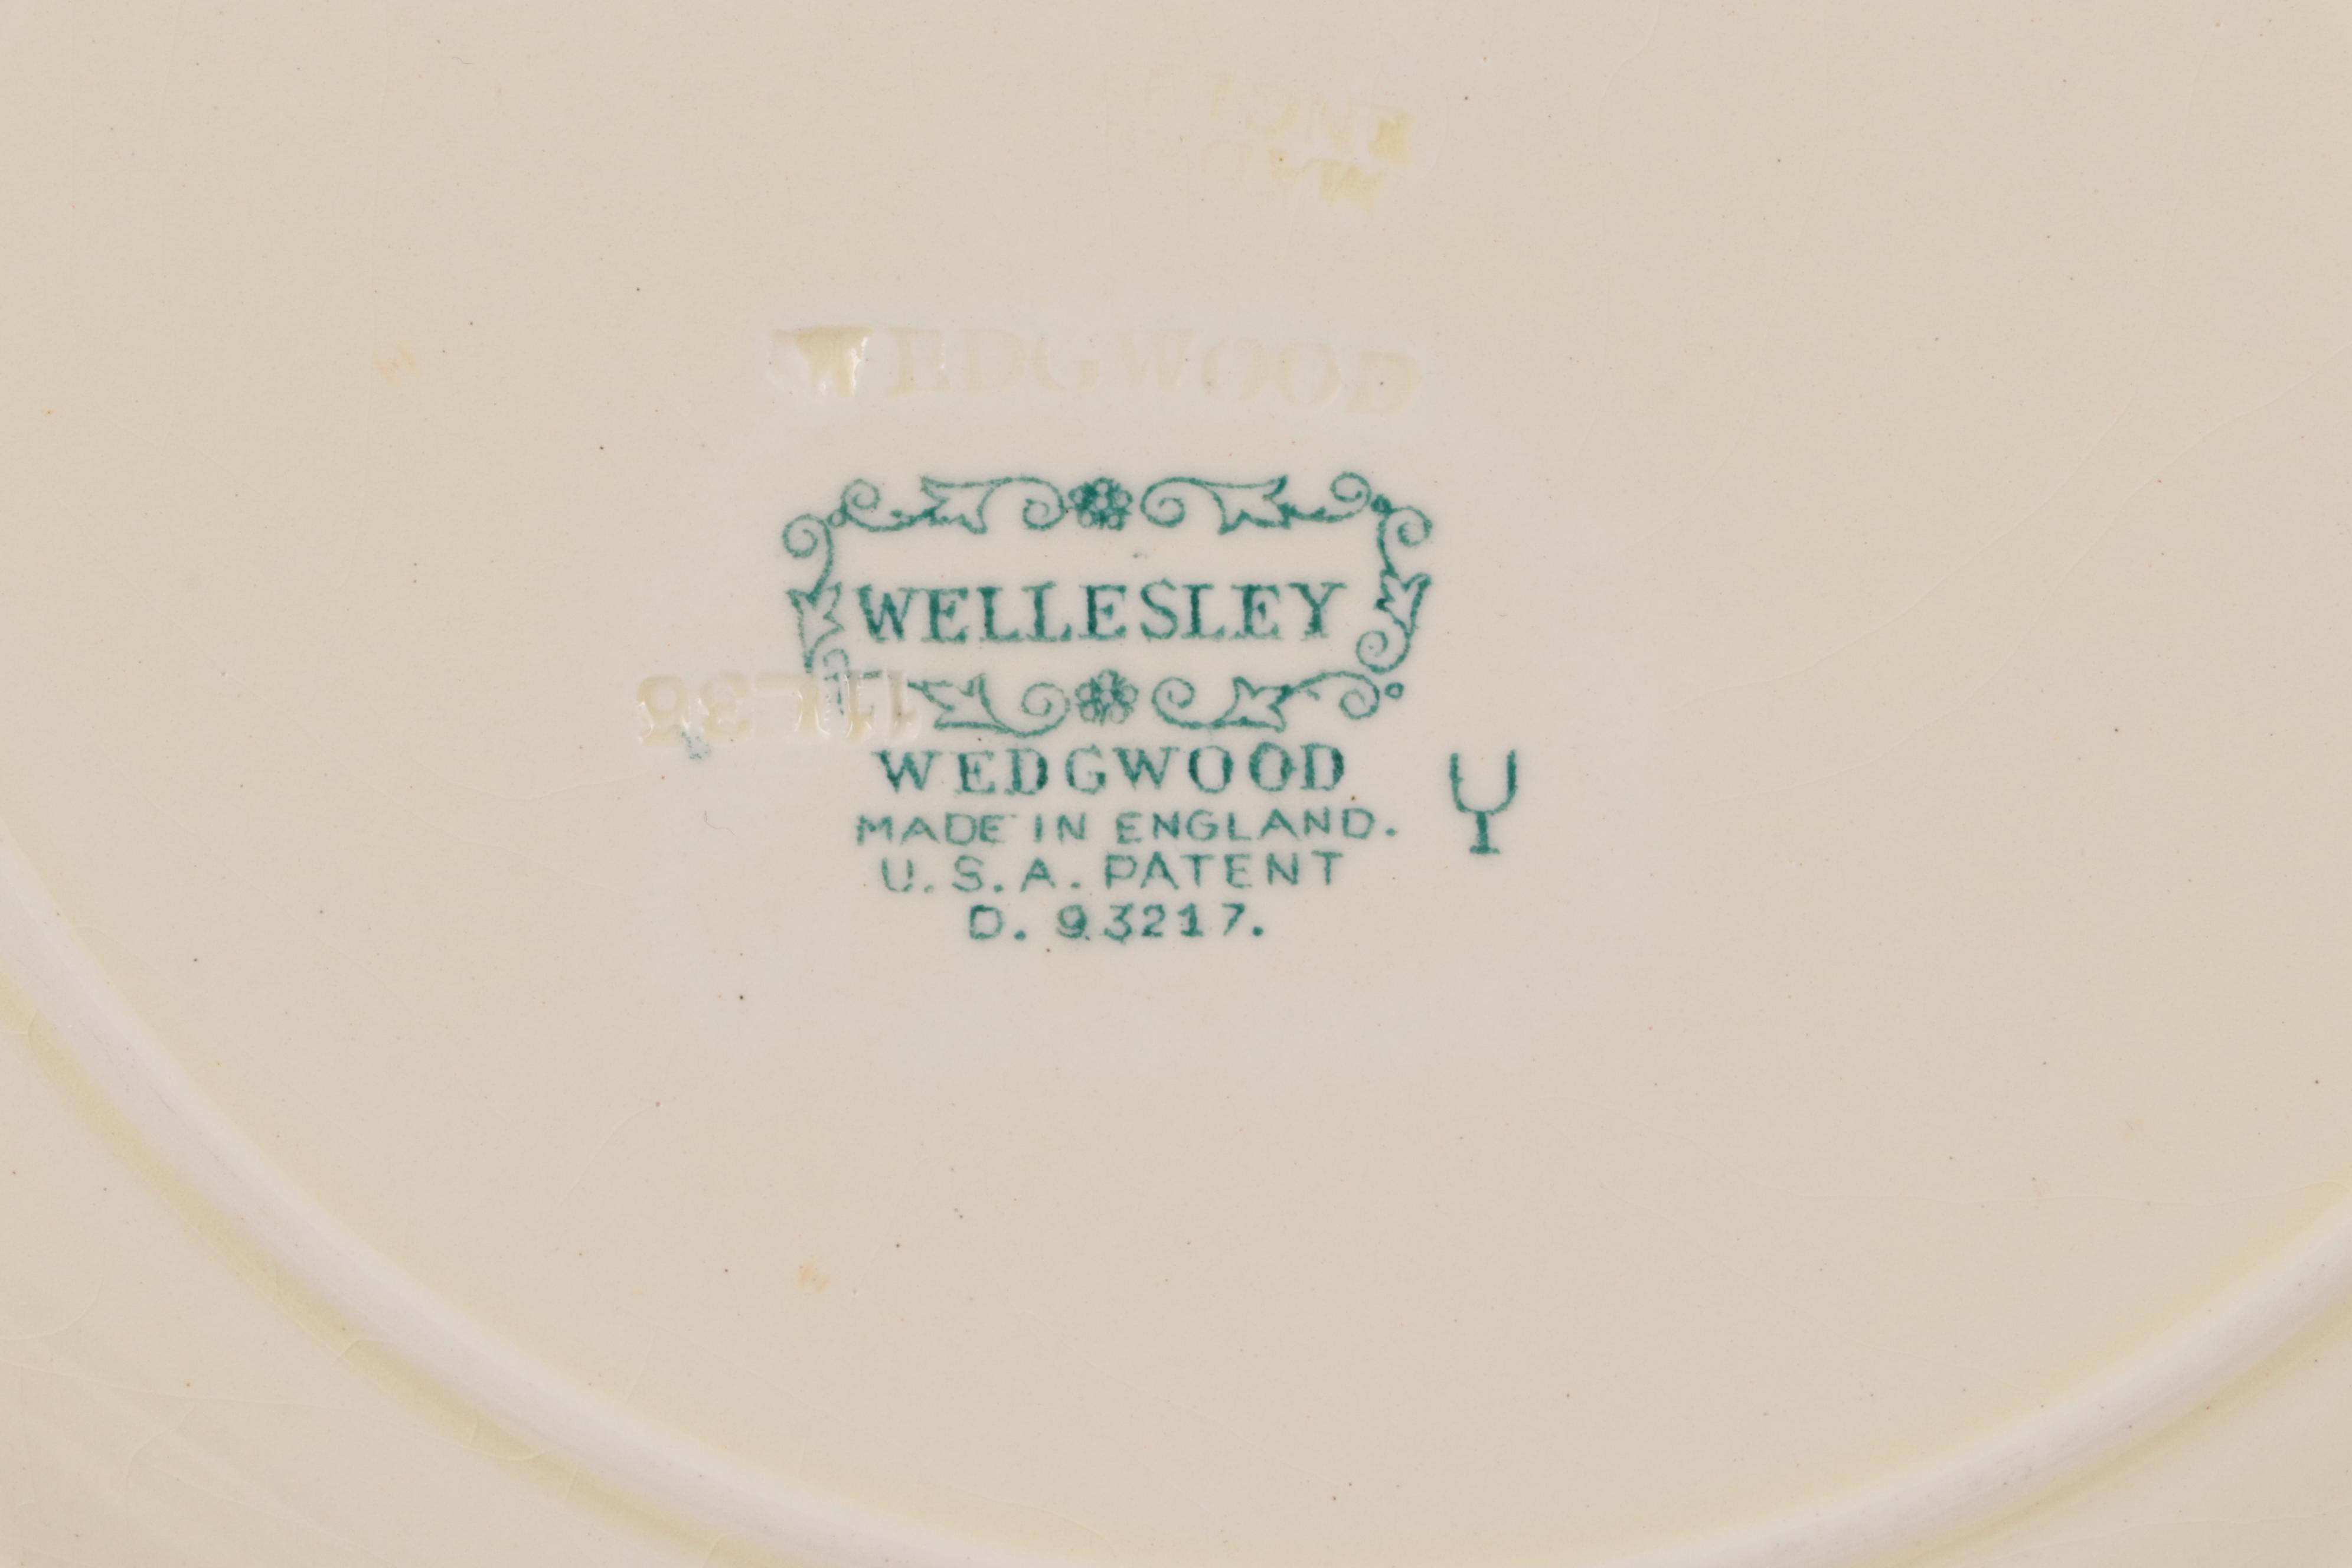 WEDGWOOD
WELLESLEY
WEDGWOOD
MADE IN ENGLAND.
U.S.A. PATENT
D. 93217.
Y